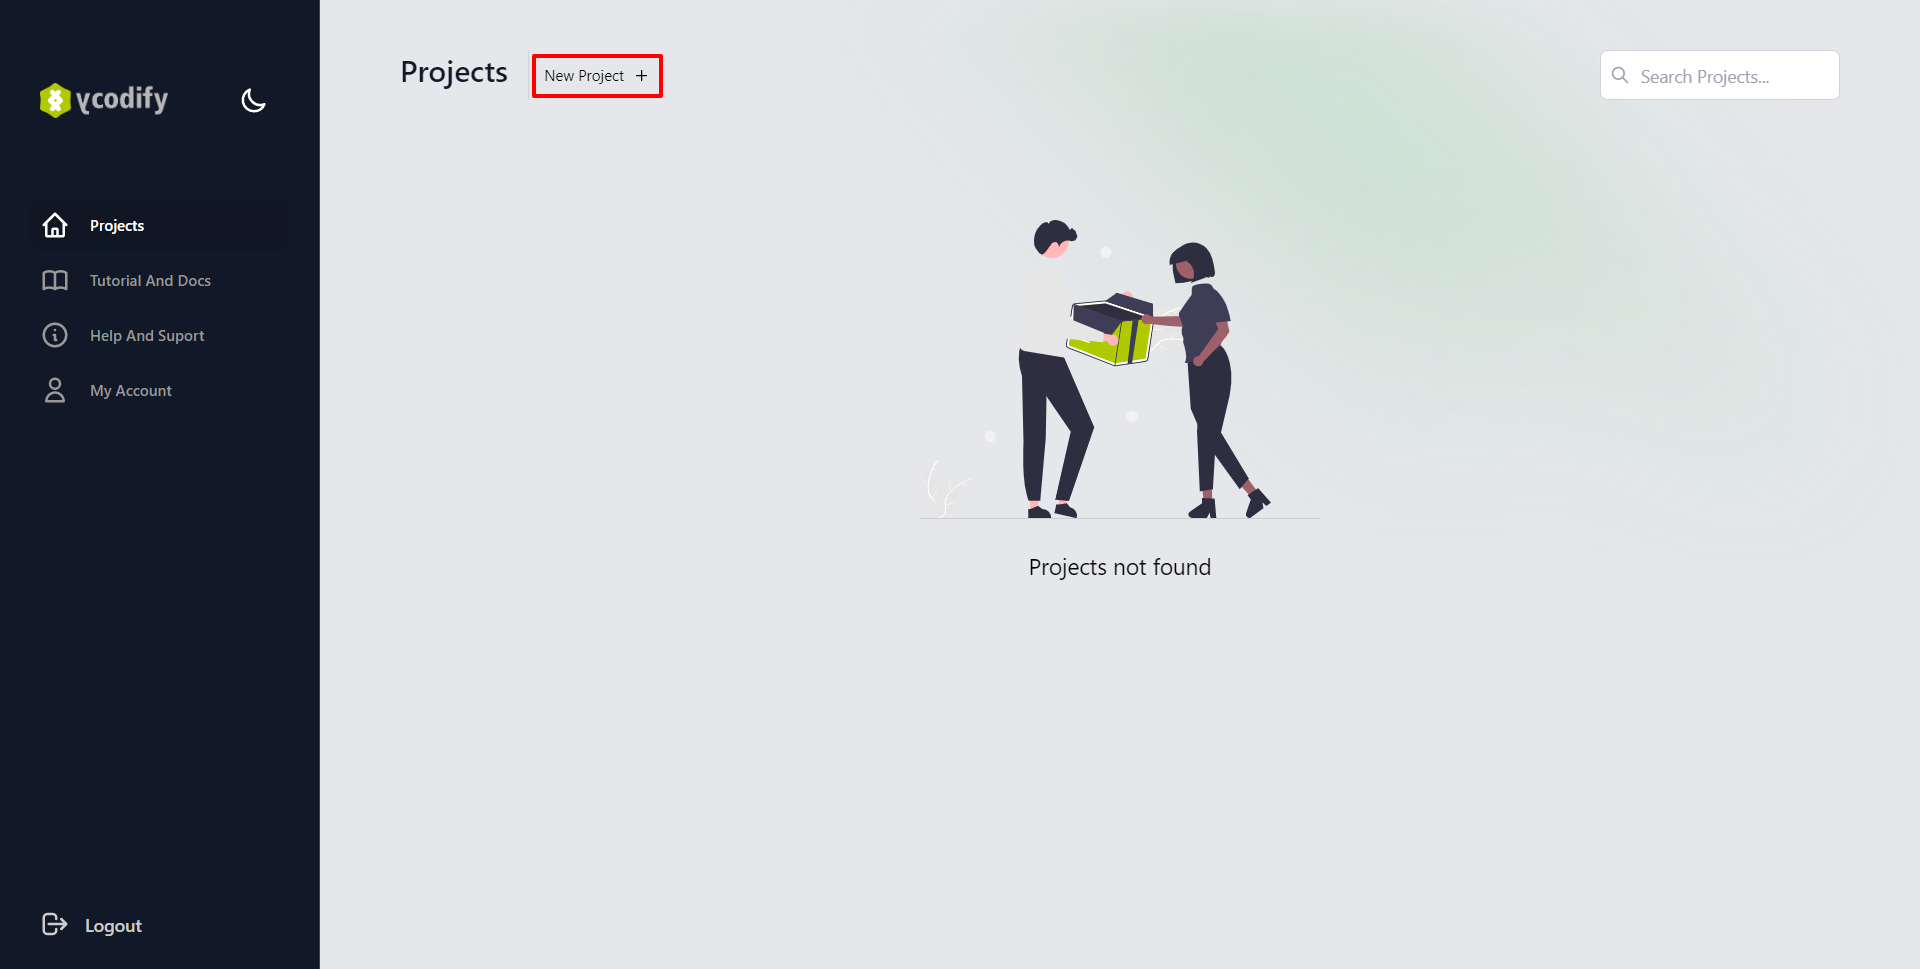 ycodify
Projects
Tutorial And Docs
Help And Suport
My Account
Logout
Projects
New Project +
Search Projects...
Projects not found